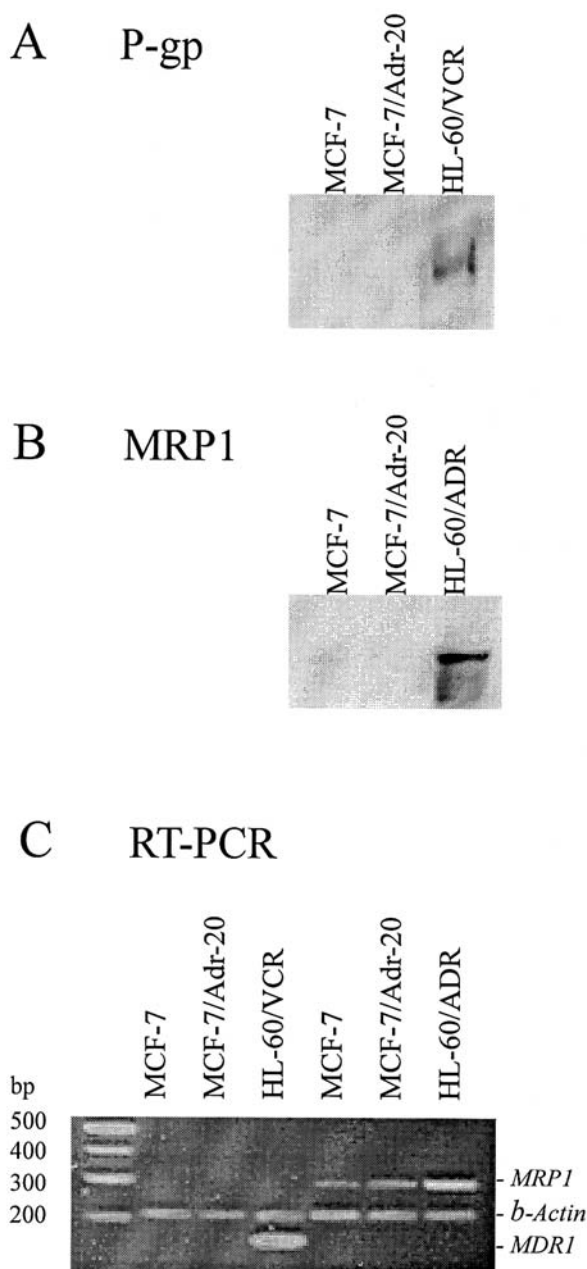 A P-gp
MCF-7
MCF-7/Adr-20
HL-60/VCR
B MRP1
MCF-7
MCF-7/Adr-20
HL-60/ADR
C RT-PCR
MCF-7
MCF-7/Adr-20
HL-60/VCR
MCF-7
MCF-7/Adr-20
HL-60/ADR
bp
500
400
300 - MRP1
200 - b-Actin
- MDR1